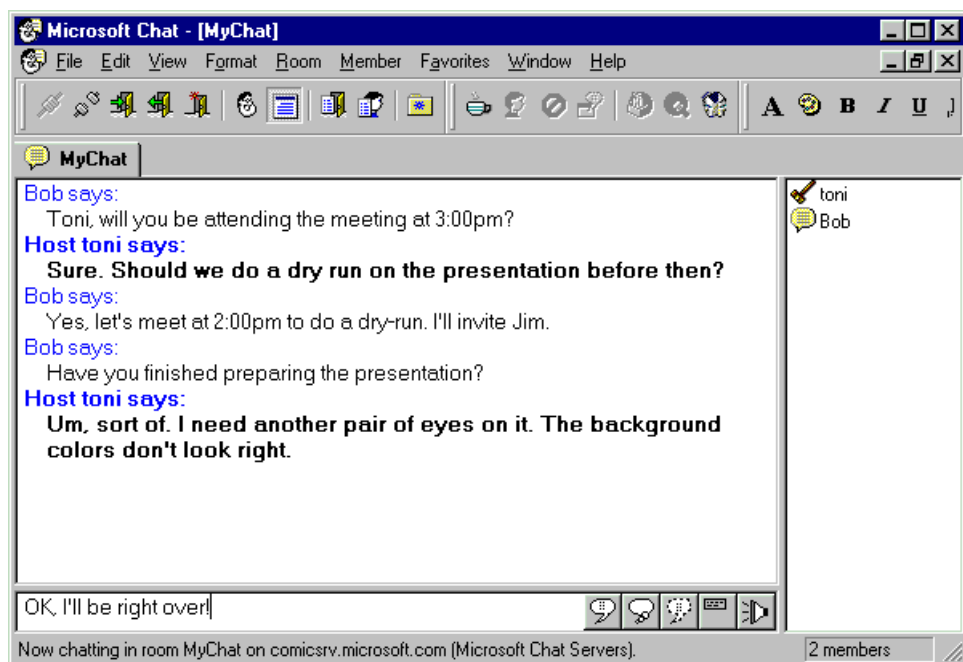 Microsoft Chat - [MyChat]
File Edit View Format Room Member Favorites Window Help
A B I U
MyChat
Bob says:
Toni, will you be attending the meeting at 3:00pm?
Host toni says:
Sure. Should we do a dry run on the presentation before then?
Bob says:
Yes, let's meet at 2:00pm to do a dry-run. I'll invite Jim.
Bob says:
Have you finished preparing the presentation?
Host toni says:
Um, sort of. I need another pair of eyes on it. The background
colors don't look right.
toni
Bob
OK, I'll be right over!
Now chatting in room MyChat on comicsrv.microsoft.com (Microsoft Chat Servers).
2 members